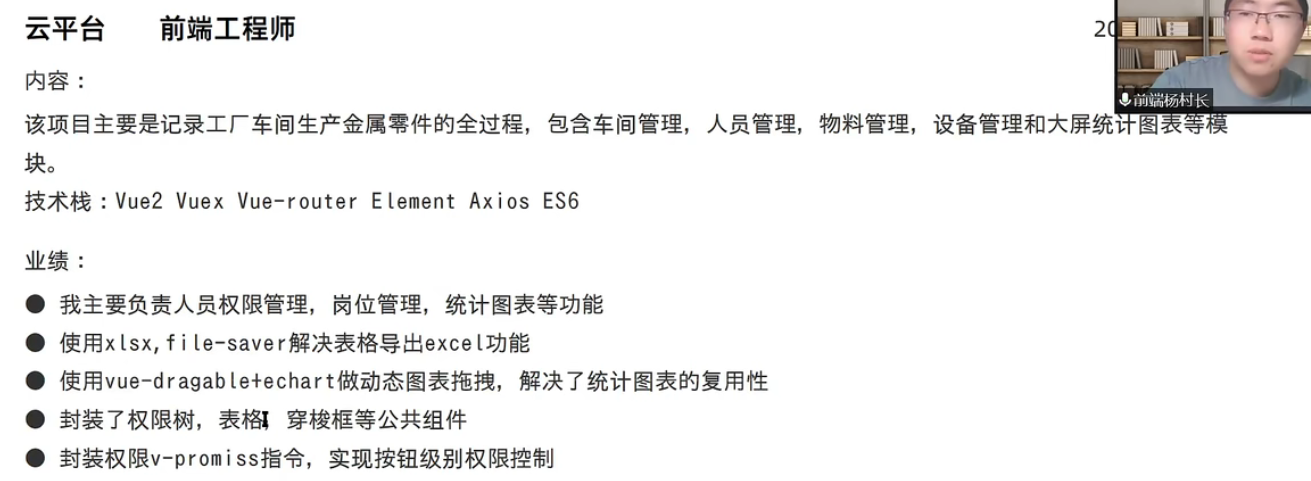 云平台 前端工程师
20
内容：
前端杨村长
该项目主要是记录工厂车间生产金属零件的全过程，包含车间管理，人员管理，物料管理，设备管理和大屏统计图表等模
块。
技术栈：Vue2 Vuex Vue-router Element Axios ES6
业绩：
● 我主要负责人员权限管理，岗位管理，统计图表等功能
● 使用xlsx,file-saver解决表格导出excel功能
● 使用vue-dragable+echart做动态图表拖拽，解决了统计图表的复用性
● 封装了权限树，表格，穿梭框等公共组件
● 封装权限v-promiss指令，实现按钮级别权限控制